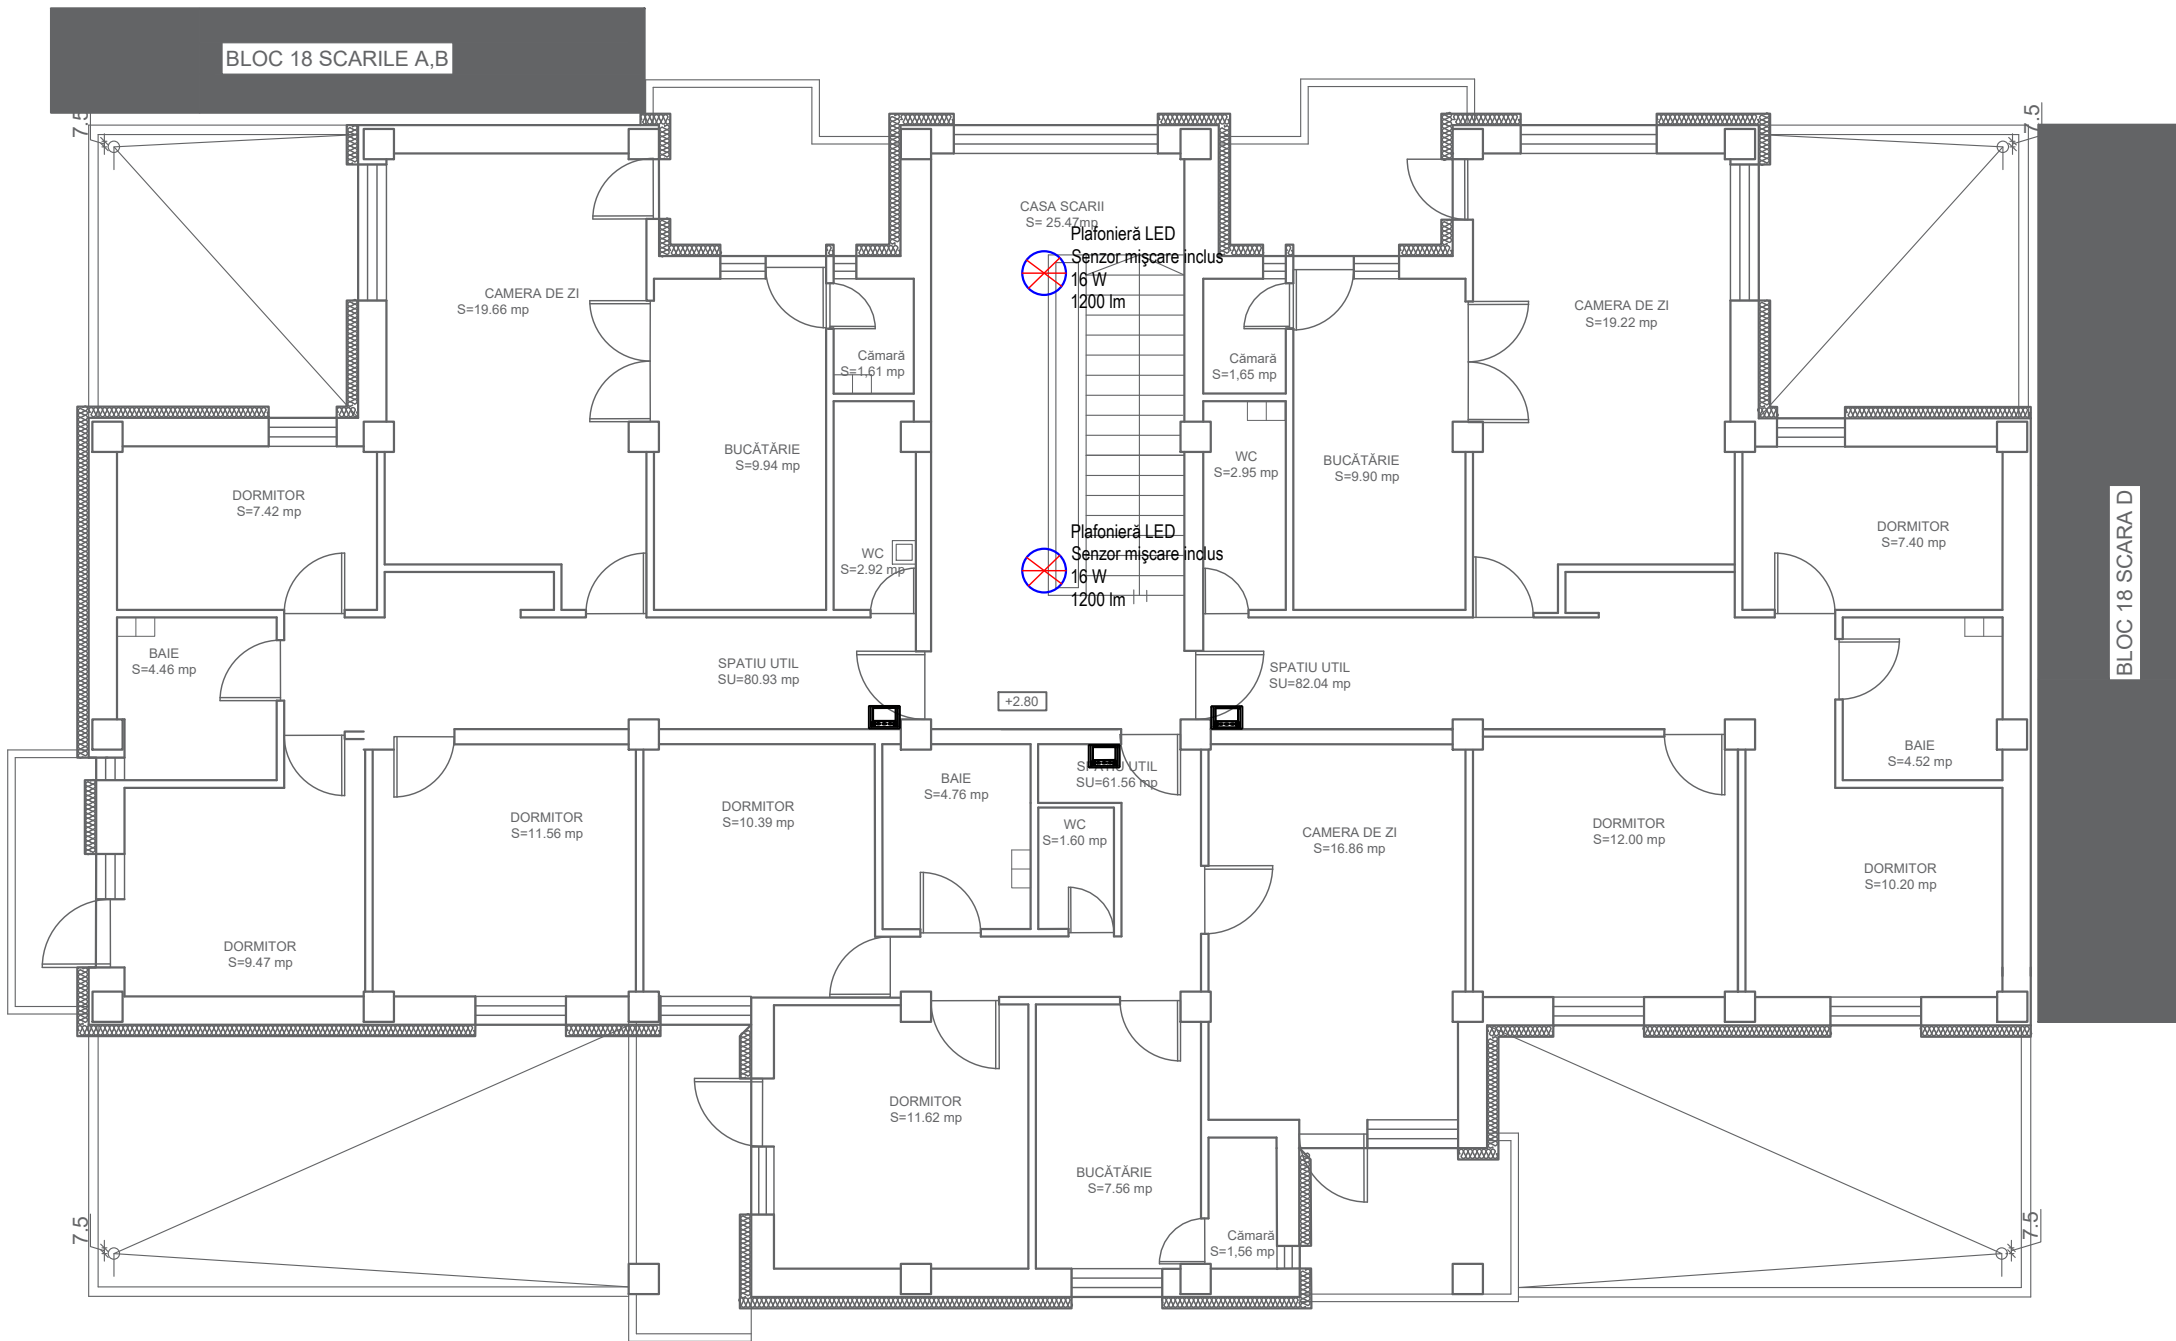 BLOC 18 SCARILE A,B
7.5
7.5
CASA SCARII
S= 25.47mp
Plafonieră LED
Senzor mişcare inclus
16 W
1200 lm
CAMERA DE ZI
S=19.66 mp
CAMERA DE ZI
S=19.22 mp
Cămară
S=1,61 mp
Cămară
S=1,65 mp
BUCĂTĂRIE
S=9.94 mp
WC
S=2.95 mp
BUCĂTĂRIE
S=9.90 mp
DORMITOR
S=7.42 mp
DORMITOR
S=7.40 mp
BLOC 18 SCARA D
Plafonieră LED
Senzor mişcare inclus
16 W
1200 lm
WC
S=2.92 mp
BAIE
S=4.46 mp
SPATIU UTIL
SU=80.93 mp
SPATIU UTIL
SU=82.04 mp
+2.80
BAIE
S=4.52 mp
SPATIU UTIL
SU=61.56 mp
BAIE
S=4.76 mp
DORMITOR
S=11.56 mp
DORMITOR
S=10.39 mp
WC
S=1.60 mp
CAMERA DE ZI
S=16.86 mp
DORMITOR
S=12.00 mp
DORMITOR
S=10.20 mp
DORMITOR
S=9.47 mp
DORMITOR
S=11.62 mp
BUCĂTĂRIE
S=7.56 mp
Cămară
S=1,56 mp
7.5
7.5